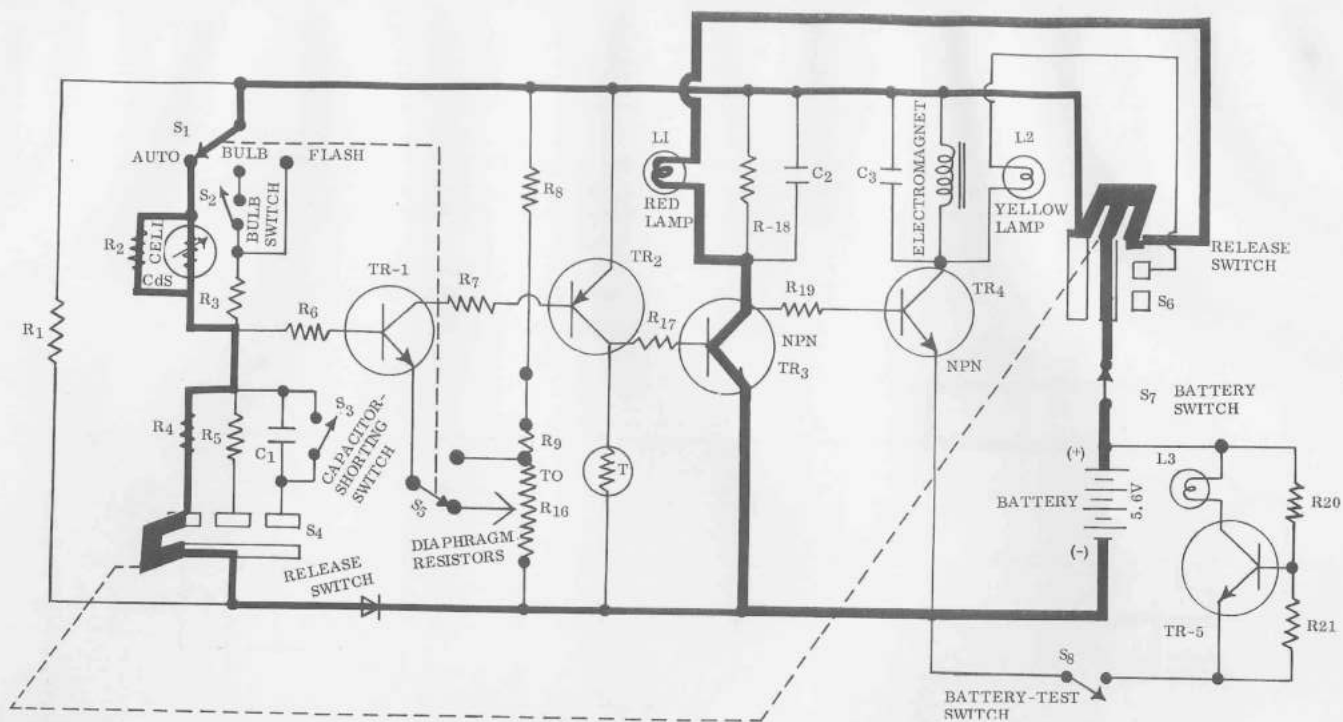 S1
AUTO
BULB
FLASH
S2
BULB
SWITCH
R2
CELL
CdS
R3
R1
R6
TR-1
R7
R8
TR2
R17
L1
RED
LAMP
R-18
C2
C3
ELECTROMAGNET
L2
YELLOW
LAMP
RELEASE
SWITCH
S6
R19
TR4
NPN
NPN
TR3
S7
BATTERY
SWITCH
R4
R5
C1
S3
CAPACITOR-
SHORTING
SWITCH
S4
R9
TO
R16
S5
DIAPHRAGM
RESISTORS
T
RELEASE
SWITCH
(+)
BATTERY
5.6V
(-)
L3
R20
R21
TR-5
S8
BATTERY-TEST
SWITCH